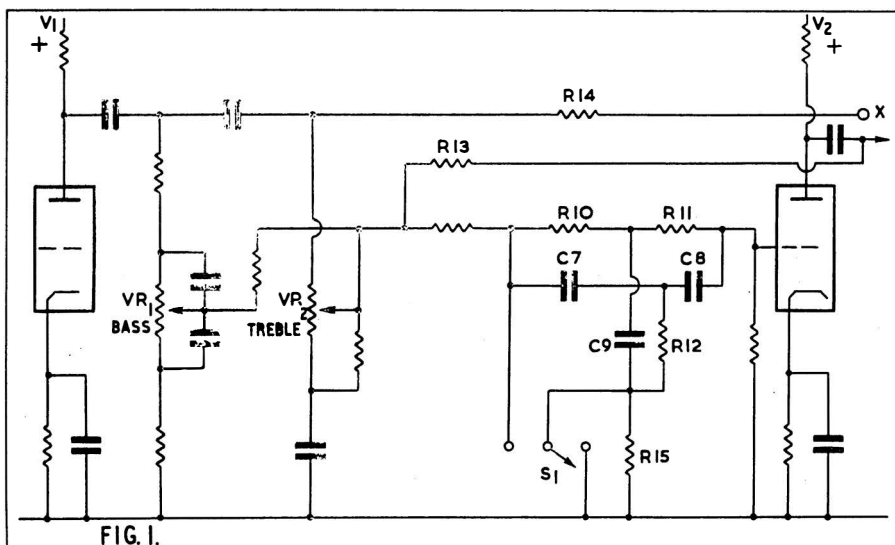 V1
+
V2
+
R14
X
R13
R10
R11
C7
C8
VR1
BASS
VR2
TREBLE
C9
R12
S1
R15
FIG. 1.